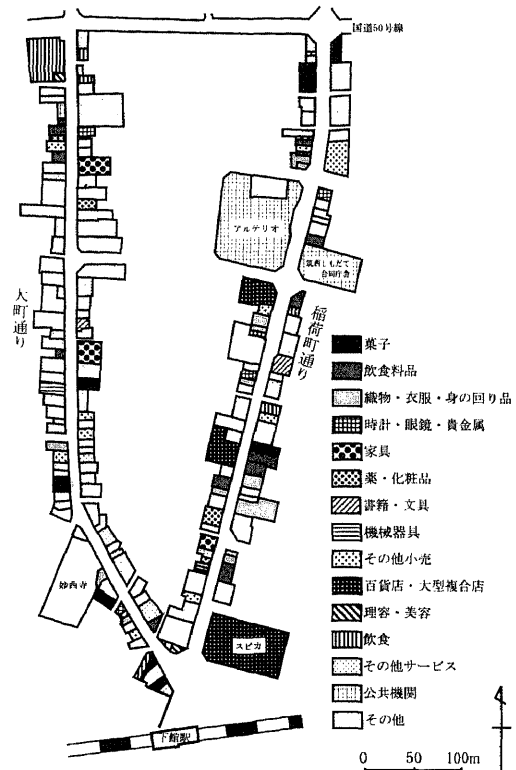 国道50号線
アルテリオ
筑西しもだて
合同庁舎
大町通り
稲荷町通り
菓子
飲食料品
織物・衣服・身の回り品
時計・眼鏡・貴金属
家具
薬・化粧品
書籍・文具
機械器具
その他小売
百貨店・大型複合店
理容・美容
飲食
その他サービス
公共機関
その他
妙西寺
スピカ
下館駅
0 50 100m